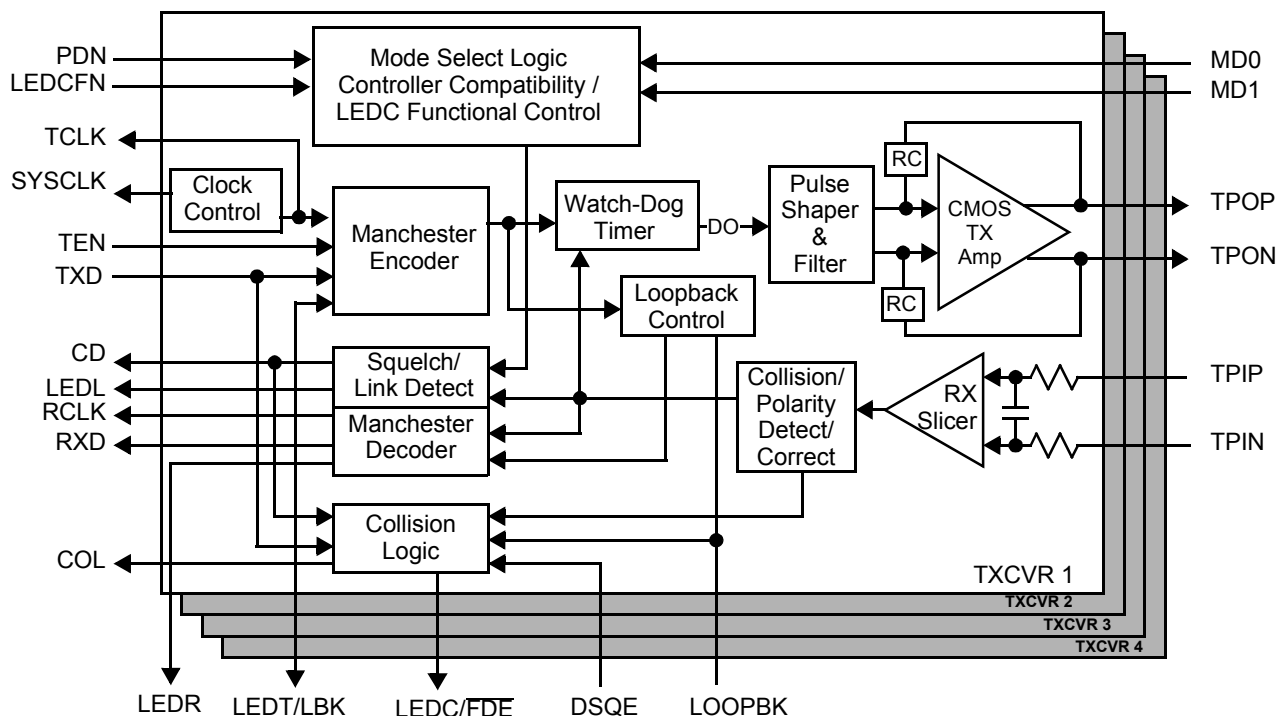 PDN
LEDCFN
TCLK
SYSCLK
TEN
TXD
CD
LEDL
RCLK
RXD
COL
Mode Select Logic
Controller Compatibility /
LEDC Functional Control
MD0
MD1
Clock
Control
Manchester
Encoder
Watch-Dog
Timer
DO
Pulse
Shaper
&
Filter
RC
CMOS
TX
Amp
RC
TPOP
TPON
Loopback
Control
Squelch/
Link Detect
Manchester
Decoder
Collision/
Polarity
Detect/
Correct
RX
Slicer
TPIP
TPIN
Collision
Logic
TXCVR 1
TXCVR 2
TXCVR 3
TXCVR 4
LEDR
LEDT/LBK
LEDC/FDE
DSQE
LOOPBK